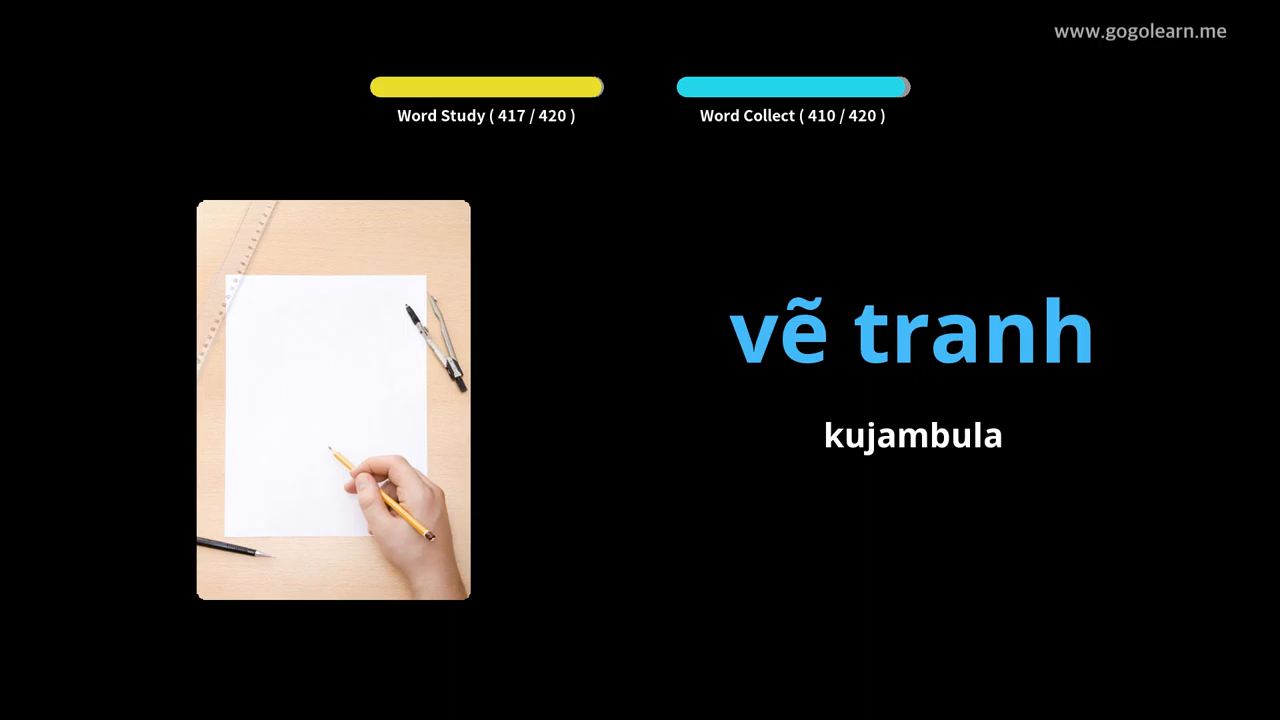 www.gogolearn.me
Word Study ( 417 / 420 )
Word Collect ( 410 / 420 )
vẽ tranh
kujambula